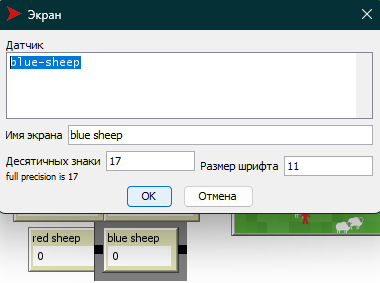 Экран
Датчик
blue-sheep
Имя экрана blue sheep
Десятичных знаки 17 Размер шрифта 11
full precision is 17
OK Отмена
red sheep blue sheep
0 0